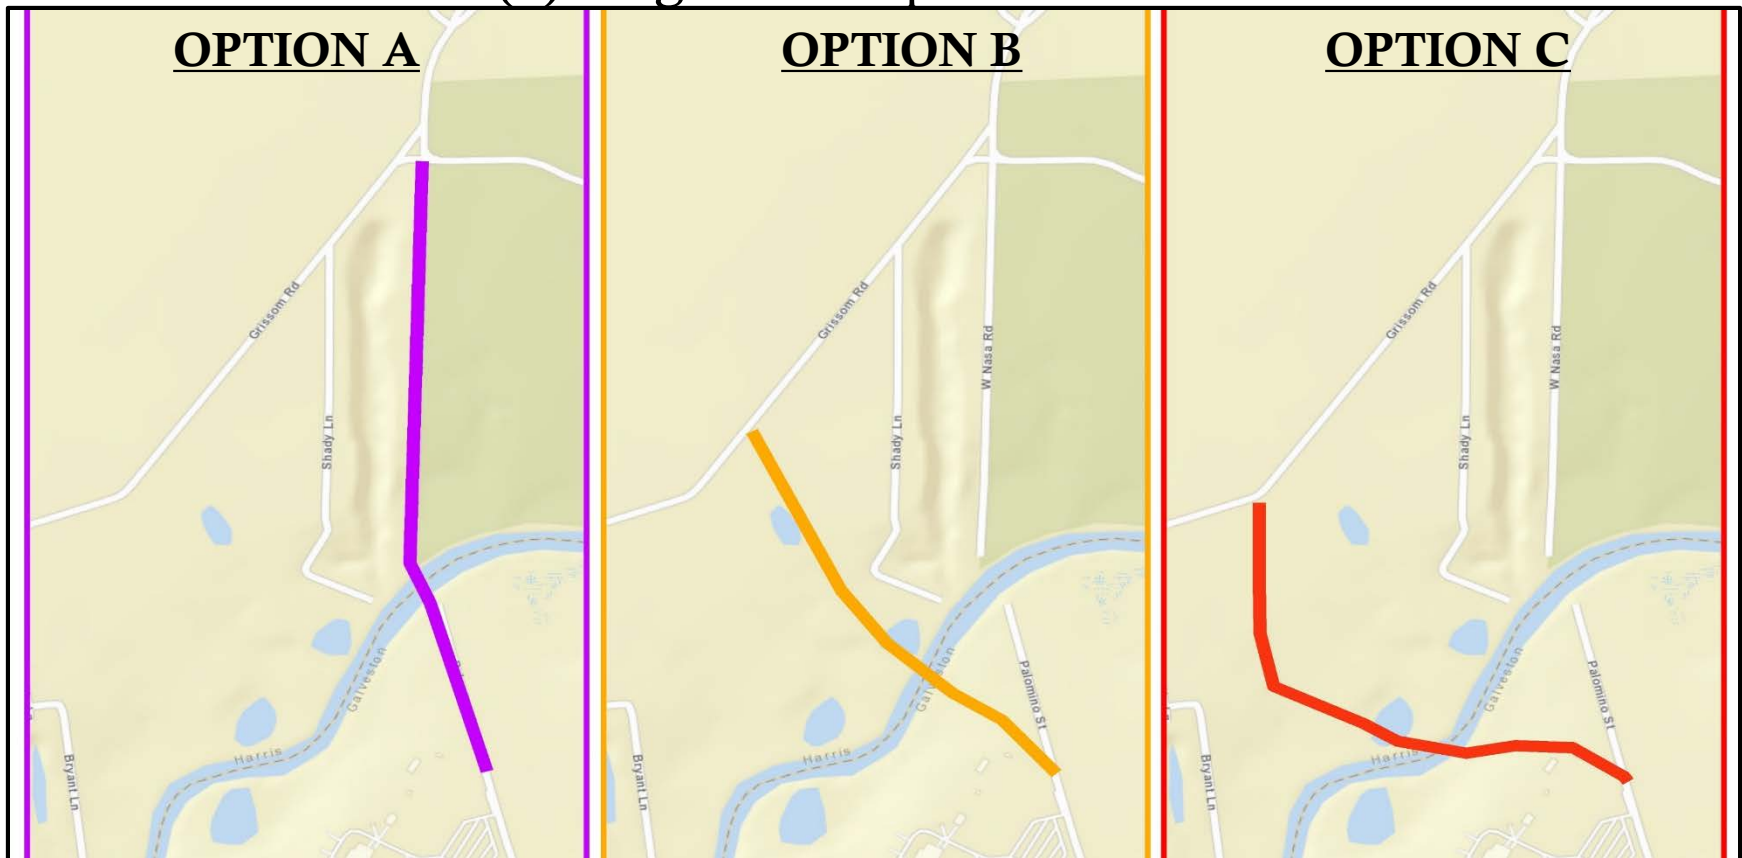 OPTION A
OPTION B
OPTION C
Grissom Rd
Shady Ln
Galveston
Harris
Bryant Ln
Grissom Rd
W Nasa Rd
Shady Ln
Palomino St
Harris
Bryant Ln
Grissom Rd
W Nasa Rd
Shady Ln
Galveston
Palomino St
Harris
Bryant Ln